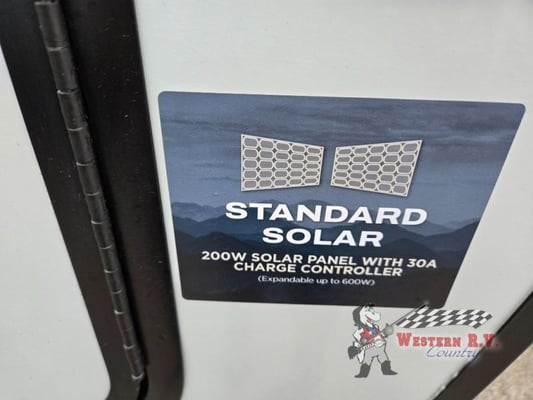 STANDARD
SOLAR
200W SOLAR PANEL WITH 30A
CHARGE CONTROLLER
(Expandable up to 600W)
WESTERN R.V.
Country